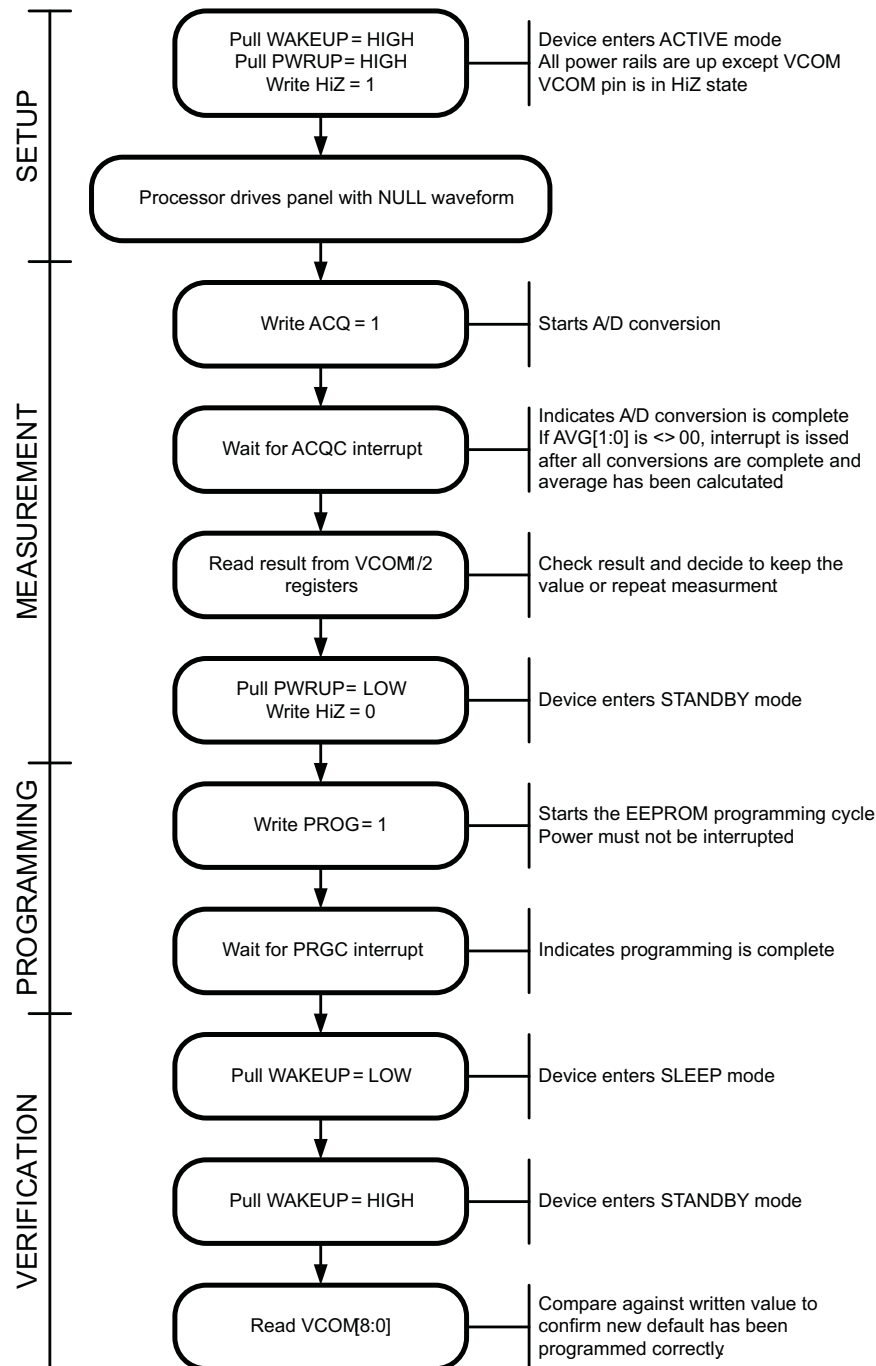 SETUP
Pull WAKEUP = HIGH
Pull PWRUP = HIGH
Write HiZ = 1
Device enters ACTIVE mode
All power rails are up except VCOM
VCOM pin is in HiZ state
Processor drives panel with NULL waveform
MEASUREMENT
Write ACQ = 1
Starts A/D conversion
Wait for ACQC interrupt
Indicates A/D conversion is complete
If AVG[1:0] is <> 00, interrupt is issed
after all conversions are complete and
average has been calcutated
Read result from VCOM1/2
registers
Check result and decide to keep the
value or repeat measurment.
Pull PWRUP = LOW
Write HiZ = 0
Device enters STANDBY mode
PROGRAMMING
Write PROG = 1
Starts the EEPROM programming cycle
Power must not be interrupted
Wait for PRGC interrupt
Indicates programming is complete
VERIFICATION
Pull WAKEUP = LOW
Device enters SLEEP mode
Pull WAKEUP = HIGH
Device enters STANDBY mode
Read VCOM[8:0]
Compare against written value to
confirm new default has been
programmed correctly.